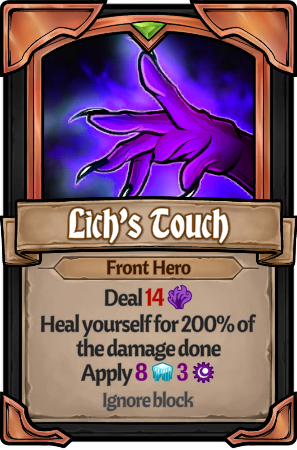 Lich's Touch
Front Hero
Deal 14
Heal yourself for 200% of
the damage done
Apply 8 3
Ignore block